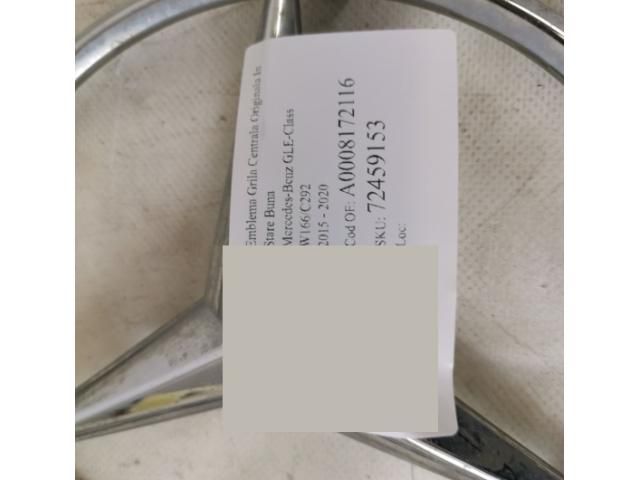 Emblema Grila Centrala Originala In
Stare Buna
Mercedes-Benz GLE-Class
W166/C292
2015 - 2020
Cod OE: A0008172116
SKU: 72459153
Loc: